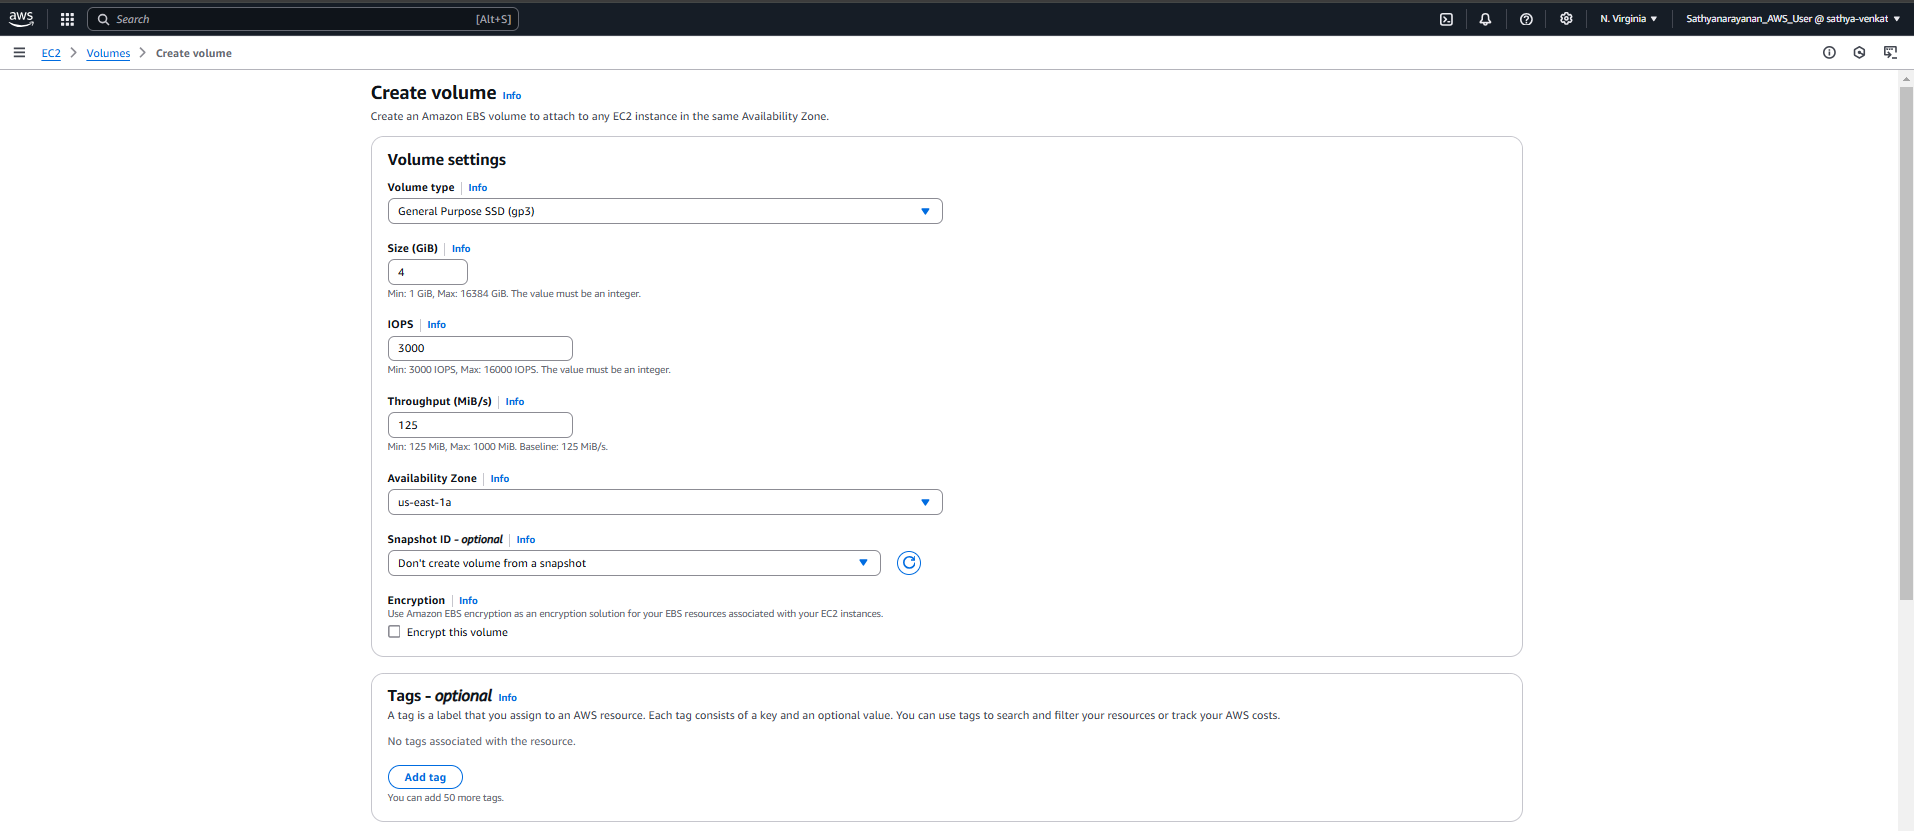 aws
Search [Alt+S]
N. Virginia
Sathyanarayanan_AWS_User @ sathya-venkat
EC2 > Volumes > Create volume
Create volume Info
Create an Amazon EBS volume to attach to any EC2 instance in the same Availability Zone.
Volume settings
Volume type | Info
General Purpose SSD (gp3)
Size (GiB) | Info
4
Min: 1 GiB, Max: 16384 GiB. The value must be an integer.
IOPS | Info
3000
Min: 3000 IOPS, Max: 16000 IOPS. The value must be an integer.
Throughput (MiB/s) | Info
125
Min: 125 MiB, Max: 1000 MiB. Baseline: 125 MiB/s.
Availability Zone | Info
us-east-1a
Snapshot ID - optional | Info
Don't create volume from a snapshot
Encryption | Info
Use Amazon EBS encryption as an encryption solution for your EBS resources associated with your EC2 instances.
Encrypt this volume
Tags - optional Info
A tag is a label that you assign to an AWS resource. Each tag consists of a key and an optional value. You can use tags to search and filter your resources or track your AWS costs.
No tags associated with the resource.
Add tag
You can add 50 more tags.